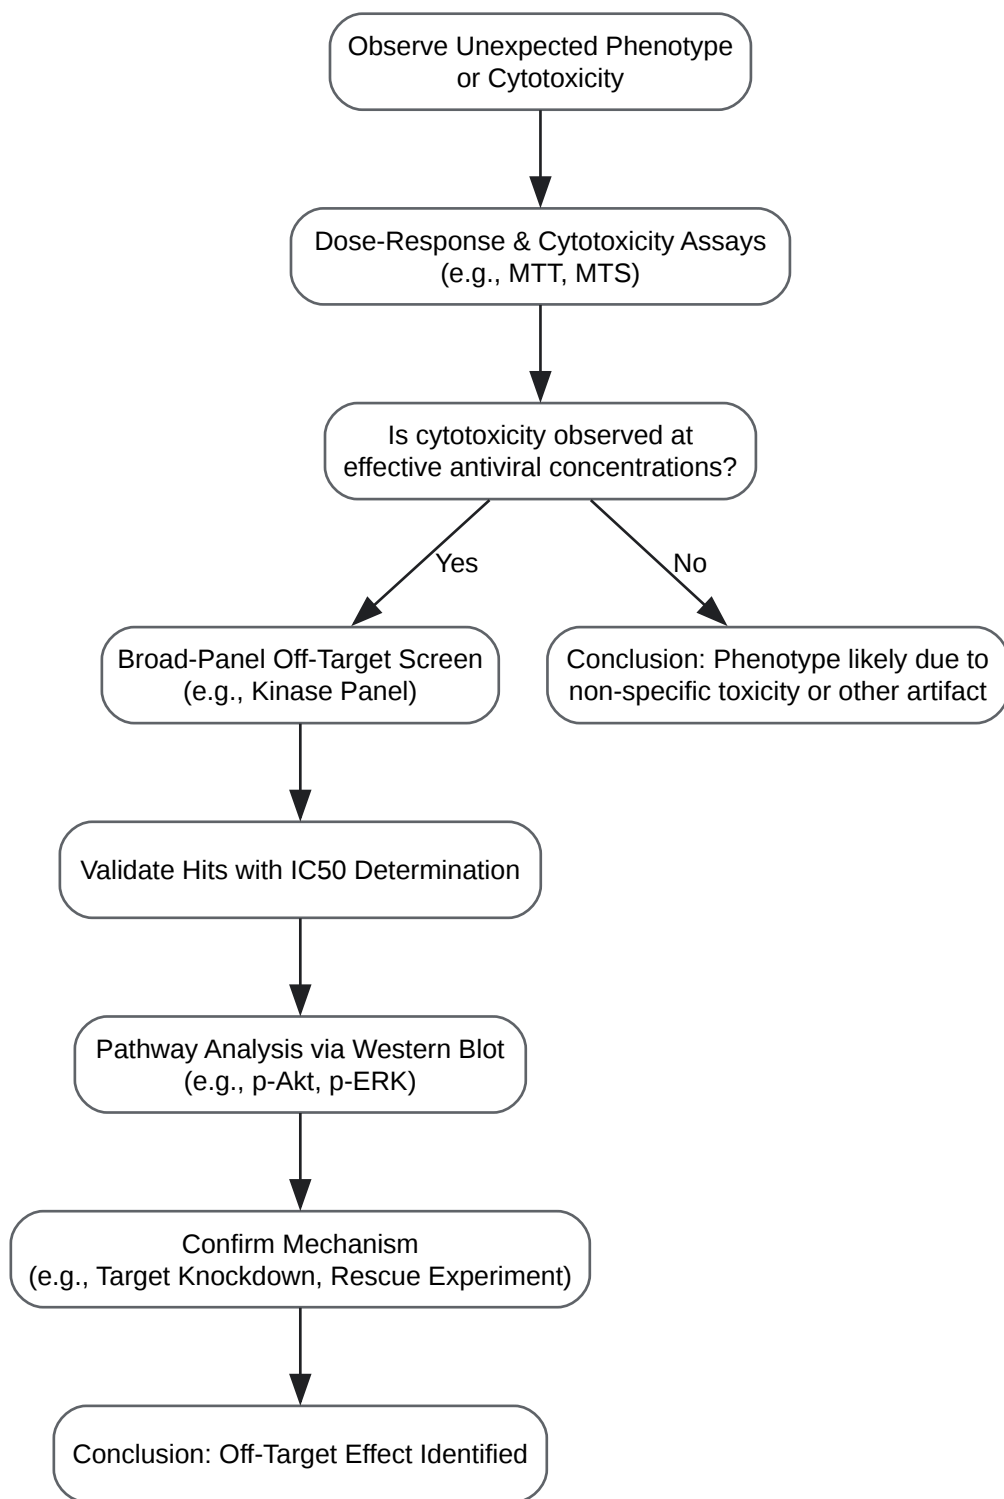 Observe Unexpected Phenotype
or Cytotoxicity
Dose-Response & Cytotoxicity Assays
(e.g., MTT, MTS)
Is cytotoxicity observed at
effective antiviral concentrations?
Yes
No
Broad-Panel Off-Target Screen
(e.g., Kinase Panel)
Conclusion: Phenotype likely due to
non-specific toxicity or other artifact
Validate Hits with IC50 Determination
Pathway Analysis via Western Blot
(e.g., p-Akt, p-ERK)
Confirm Mechanism
(e.g., Target Knockdown, Rescue Experiment)
Conclusion: Off-Target Effect Identified